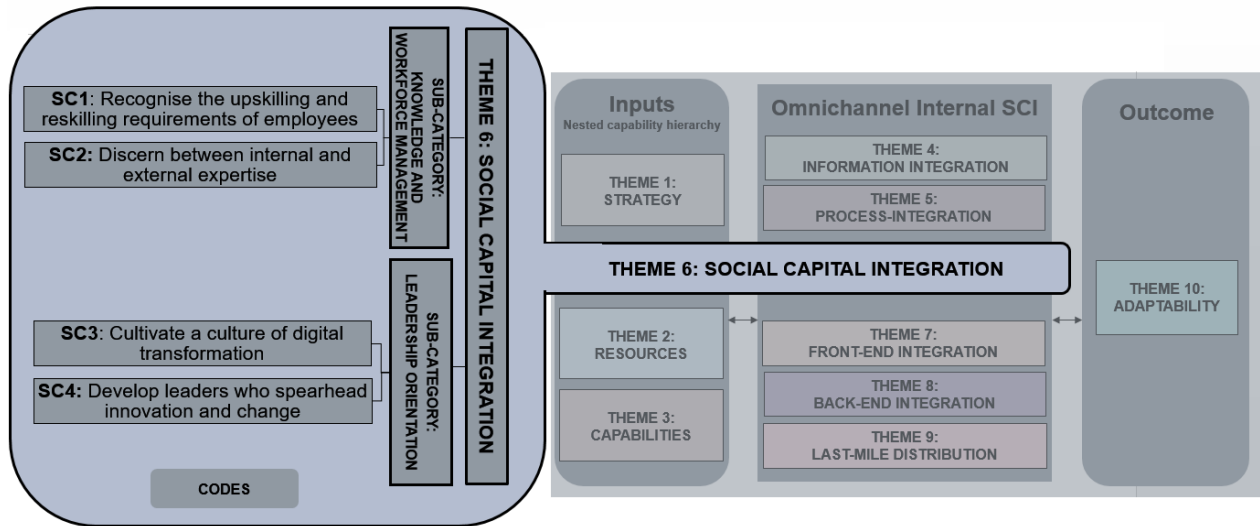 SC1: Recognise the upskilling and
reskilling requirements of employees
SC2: Discern between internal and
external expertise
SUB-CATEGORY:
KNOWLEDGE AND
WORKFORCE MANAGEMENT
SC3: Cultivate a culture of digital
transformation
SC4: Develop leaders who spearhead
innovation and change
SUB-CATEGORY:
LEADERSHIP ORIENTATION
THEME 6: SOCIAL CAPITAL INTEGRATION
CODES
Inputs
Nested capability hierarchy
THEME 1:
STRATEGY
Omnichannel Internal SCI
THEME 4:
INFORMATION INTEGRATION
THEME 5:
PROCESS-INTEGRATION
THEME 6: SOCIAL CAPITAL INTEGRATION
THEME 2:
RESOURCES
THEME 3:
CAPABILITIES
THEME 7:
FRONT-END INTEGRATION
THEME 8:
BACK-END INTEGRATION
THEME 9:
LAST-MILE DISTRIBUTION
Outcome
THEME 10:
ADAPTABILITY